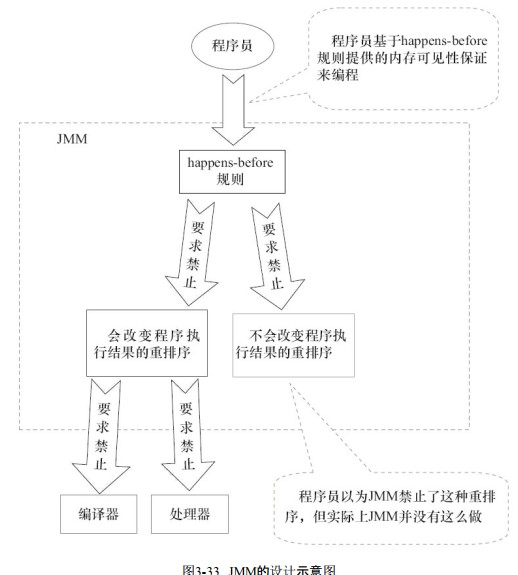 程序员
程序员基于happens-before
规则提供的内存可见性保证
来编程
JMM
happens-before
规则
要求禁止
要求禁止
会改变程序执
行结果的重排序
不会改变程序执
行结果的重排序
要求禁止
要求禁止
编译器
处理器
程序员以为JMM禁止了这种重排
序，但实际上JMM并没有这么做
图3-33 JMM的设计示意图